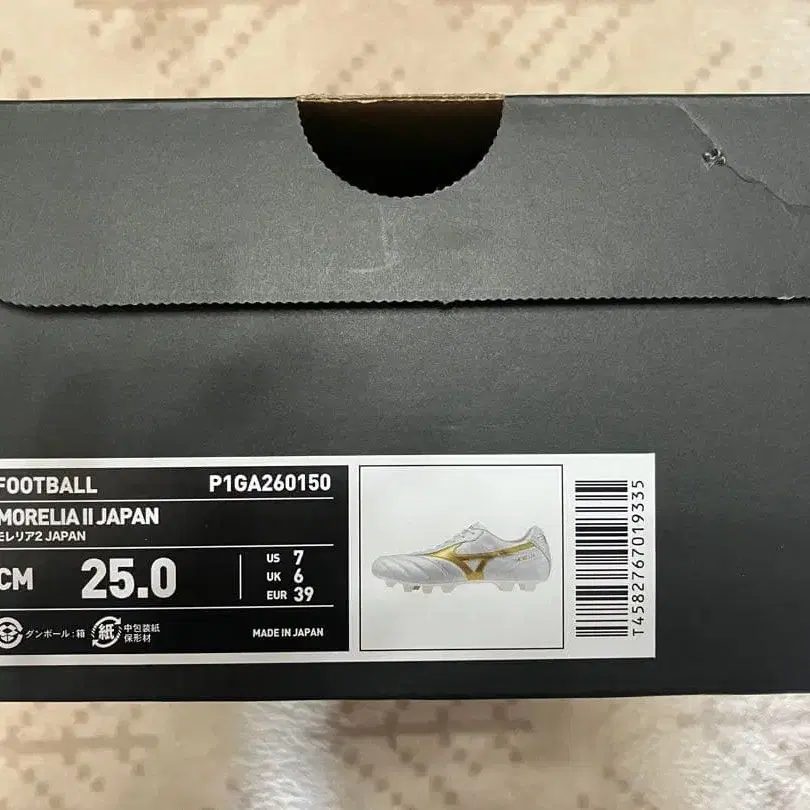 FOOTBALL P1GA260150
MORELIA II JAPAN
モレリア2 JAPAN
CM 25.0
US 7
UK 6
EUR 39
ダンボール:箱
紙 中包装紙
保形材
MADE IN JAPAN
T4582767019335